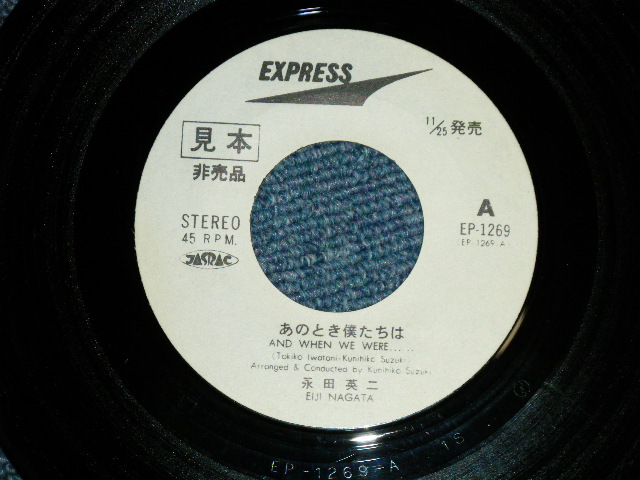 EXPRESS
11/25 発売
見本
非売品
STEREO
45 R.P.M.
JASRAC
A
EP-1269
(EP-1269-A)
あのとき僕たちは
AND WHEN WE WERE......
(Tokiko Iwatani-Kunihiko Suzuki)
Arranged & Conducted by Kunihiko Suzuki
永田英二
EIJI NAGATA
EP-1269-A 1S